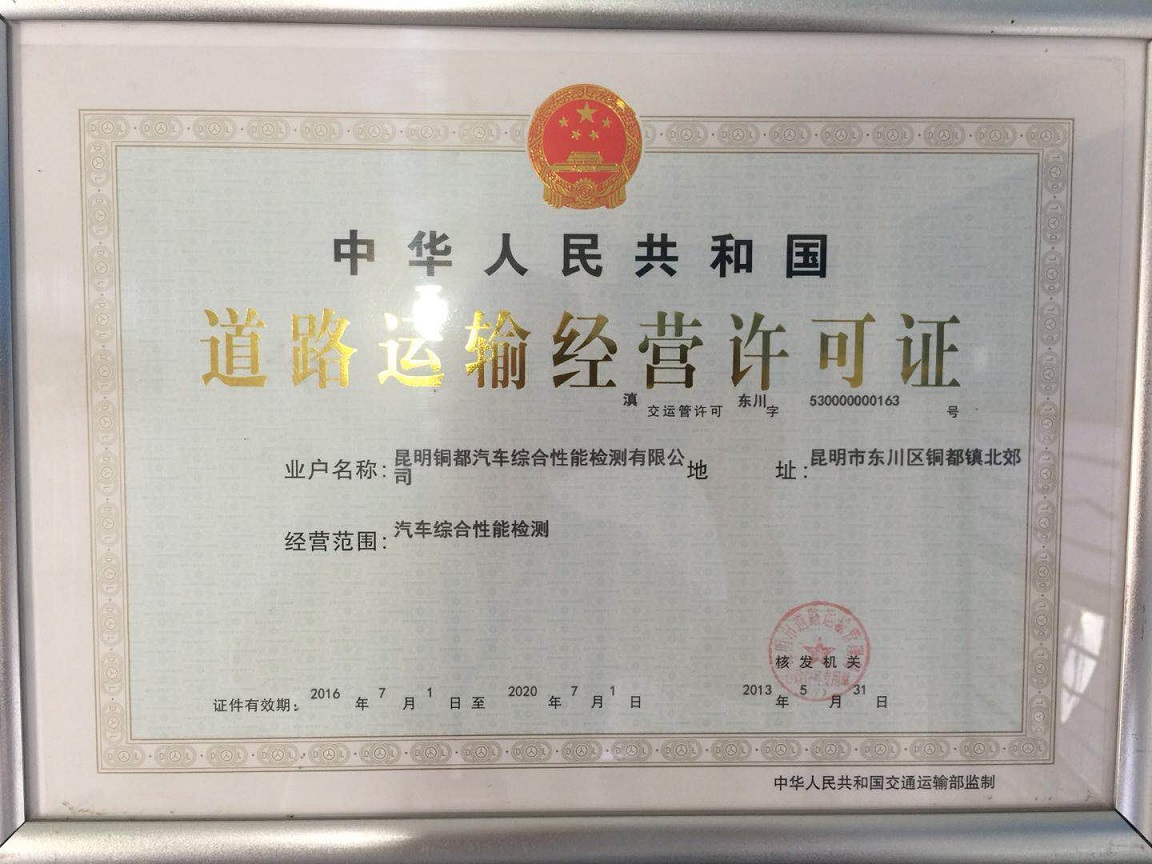 中华人民共和国
道路运输经营许可证
滇 交运管许可 东川 字 530000000163 号
业户名称: 昆明铜都汽车综合性能检测有限公司 地 址: 昆明市东川区铜都镇北郊
经营范围: 汽车综合性能检测
核发机关
证件有效期: 2016 年 7 月 1 日 至 2020 年 7 月 1 日 2013 年 5 月 31 日
中华人民共和国交通运输部监制